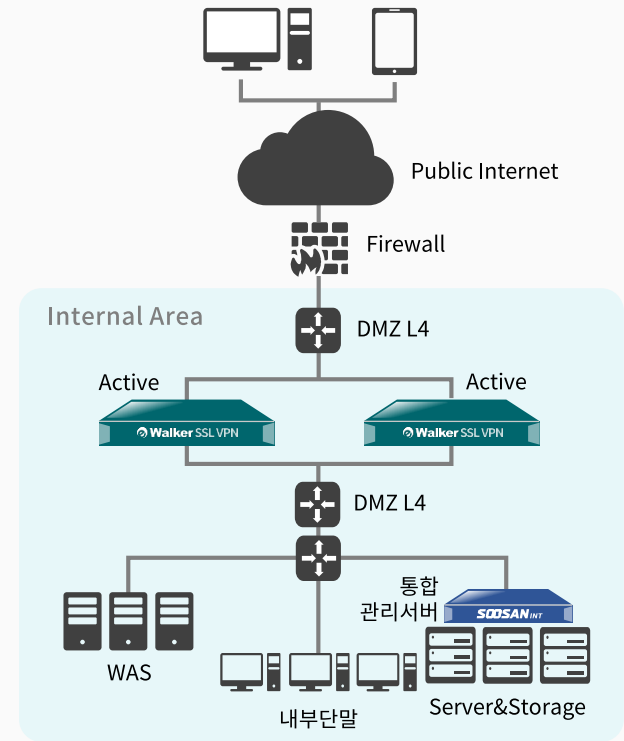 Public Internet
Firewall
Internal Area
DMZ L4
Active
Active
Walker SSL VPN
Walker SSL VPN
DMZ L4
통합
관리서버
SOOSAN INT
WAS
내부단말
Server&Storage